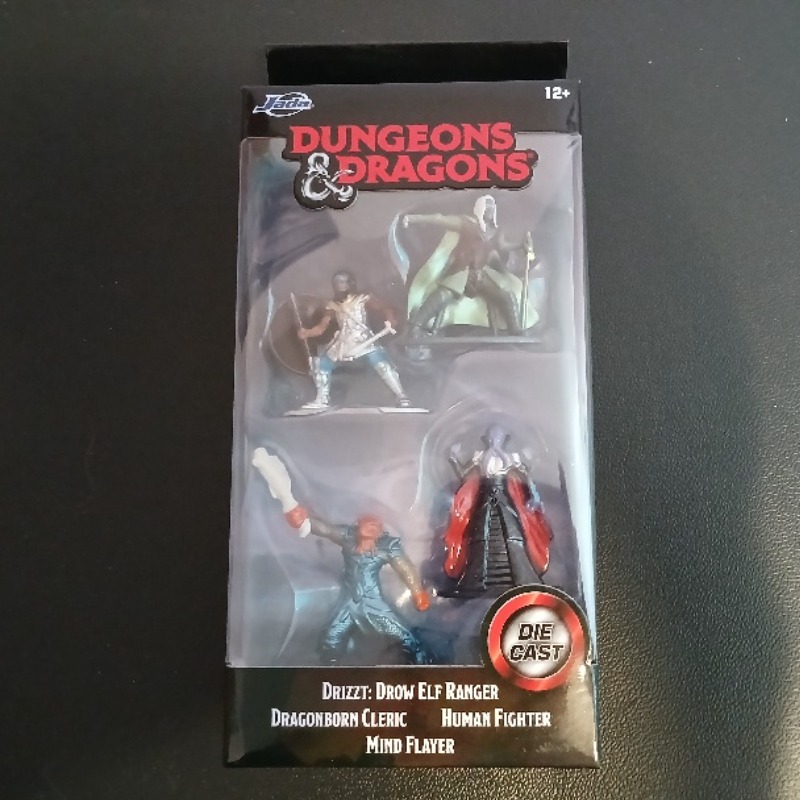 Jada
12+
DUNGEONS
& DRAGONS
DIE
CAST
DRIZZT: DROW ELF RANGER
DRAGONBORN CLERIC HUMAN FIGHTER
MIND FLAYER